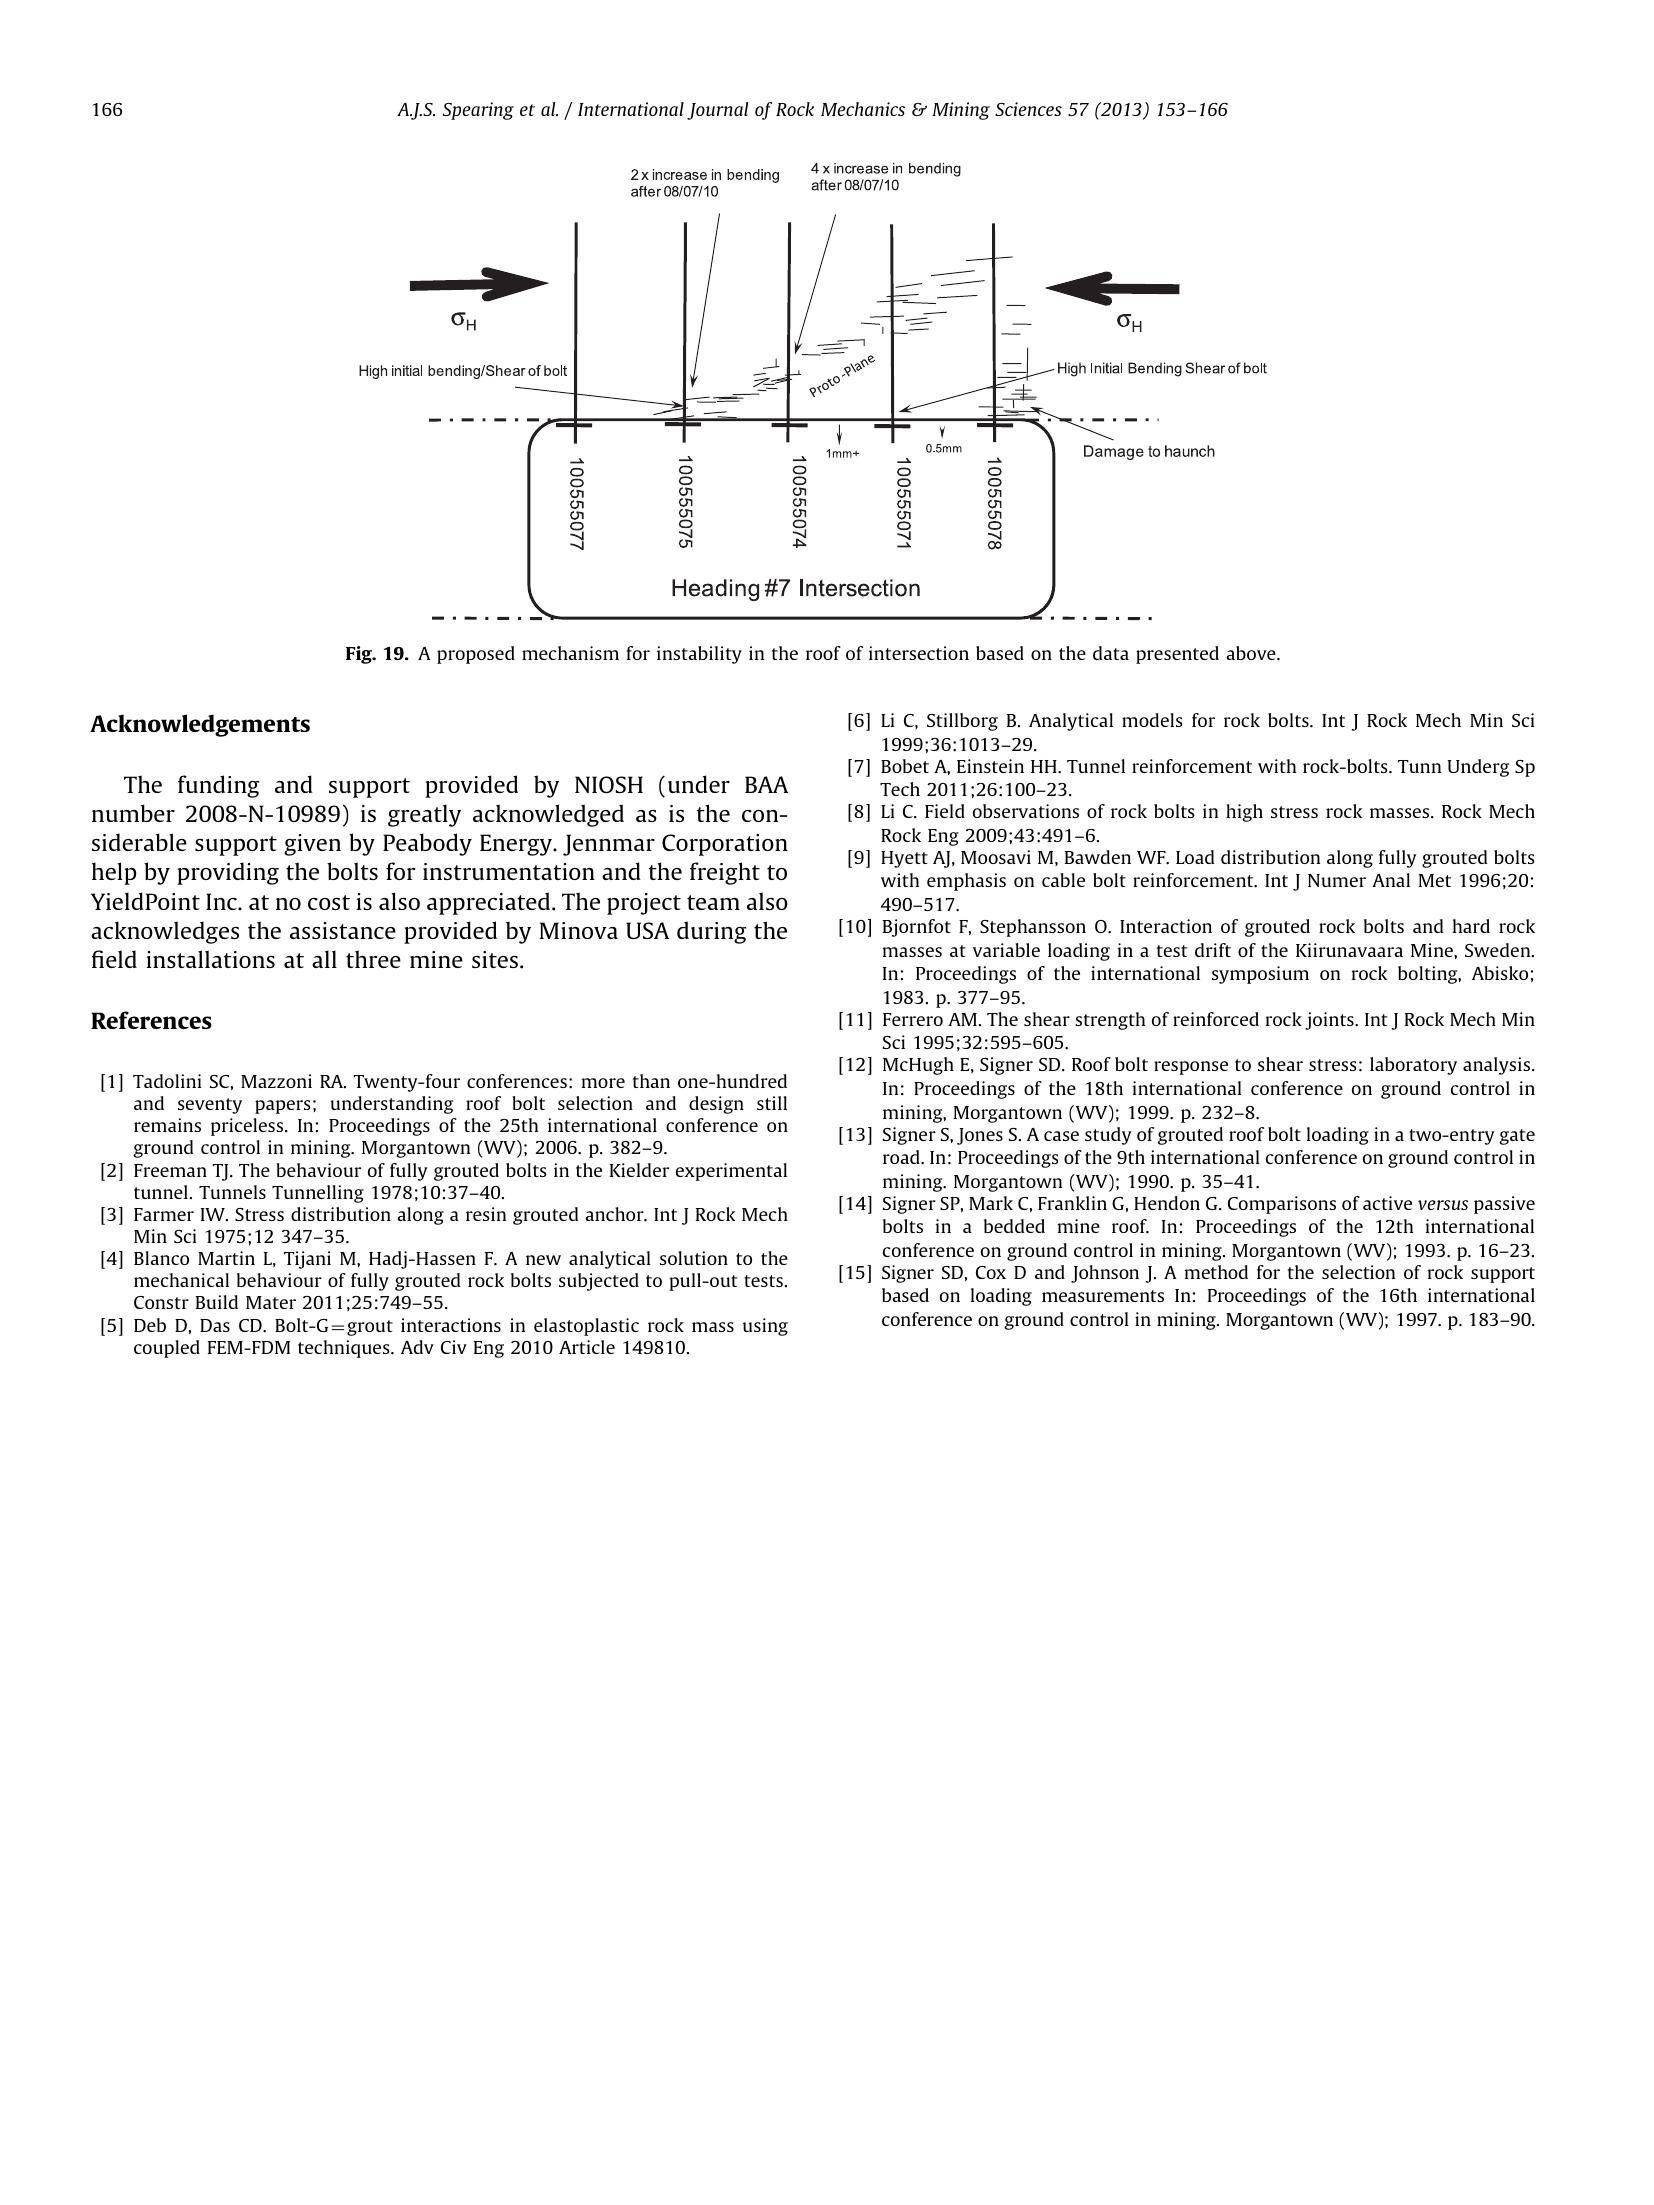 166
A.J.S. Spearing et al. / International Journal of Rock Mechanics & Mining Sciences 57 (2013) 153–166
2 x increase in bending
after 08/07/10
4 x increase in bending
after 08/07/10
σH
σH
High initial bending/Shear of bolt
Proto-Plane
High Initial Bending Shear of bolt
1mm+
0.5mm
Damage to haunch
100555077
100555075
100555074
100555071
100555078
Heading #7 Intersection
Fig. 19. A proposed mechanism for instability in the roof of intersection based on the data presented above.
Acknowledgements
The funding and support provided by NIOSH (under BAA
number 2008-N-10989) is greatly acknowledged as is the con-
siderable support given by Peabody Energy. Jennmar Corporation
help by providing the bolts for instrumentation and the freight to
YieldPoint Inc. at no cost is also appreciated. The project team also
acknowledges the assistance provided by Minova USA during the
field installations at all three mine sites.
References
[1] Tadolini SC, Mazzoni RA. Twenty-four conferences: more than one-hundred
and seventy papers; understanding roof bolt selection and design still
remains priceless. In: Proceedings of the 25th international conference on
ground control in mining. Morgantown (WV); 2006. p. 382–9.
[2] Freeman TJ. The behaviour of fully grouted bolts in the Kielder experimental
tunnel. Tunnels Tunnelling 1978;10:37–40.
[3] Farmer IW. Stress distribution along a resin grouted anchor. Int J Rock Mech
Min Sci 1975;12 347–35.
[4] Blanco Martin L, Tijani M, Hadj-Hassen F. A new analytical solution to the
mechanical behaviour of fully grouted rock bolts subjected to pull-out tests.
Constr Build Mater 2011;25:749–55.
[5] Deb D, Das CD. Bolt-G=grout interactions in elastoplastic rock mass using
coupled FEM-FDM techniques. Adv Civ Eng 2010 Article 149810.
[6] Li C, Stillborg B. Analytical models for rock bolts. Int J Rock Mech Min Sci
1999;36:1013–29.
[7] Bobet A, Einstein HH. Tunnel reinforcement with rock-bolts. Tunn Underg Sp
Tech 2011;26:100–23.
[8] Li C. Field observations of rock bolts in high stress rock masses. Rock Mech
Rock Eng 2009;43:491–6.
[9] Hyett AJ, Moosavi M, Bawden WF. Load distribution along fully grouted bolts
with emphasis on cable bolt reinforcement. Int J Numer Anal Met 1996;20:
490–517.
[10] Bjornfot F, Stephansson O. Interaction of grouted rock bolts and hard rock
masses at variable loading in a test drift of the Kiirunavaara Mine, Sweden.
In: Proceedings of the international symposium on rock bolting, Abisko;
1983. p. 377–95.
[11] Ferrero AM. The shear strength of reinforced rock joints. Int J Rock Mech Min
Sci 1995;32:595–605.
[12] McHugh E, Signer SD. Roof bolt response to shear stress: laboratory analysis.
In: Proceedings of the 18th international conference on ground control in
mining, Morgantown (WV); 1999. p. 232–8.
[13] Signer S, Jones S. A case study of grouted roof bolt loading in a two-entry gate
road. In: Proceedings of the 9th international conference on ground control in
mining. Morgantown (WV); 1990. p. 35–41.
[14] Signer SP, Mark C, Franklin G, Hendon G. Comparisons of active versus passive
bolts in a bedded mine roof. In: Proceedings of the 12th international
conference on ground control in mining. Morgantown (WV); 1993. p. 16–23.
[15] Signer SD, Cox D and Johnson J. A method for the selection of rock support
based on loading measurements In: Proceedings of the 16th international
conference on ground control in mining. Morgantown (WV); 1997. p. 183–90.